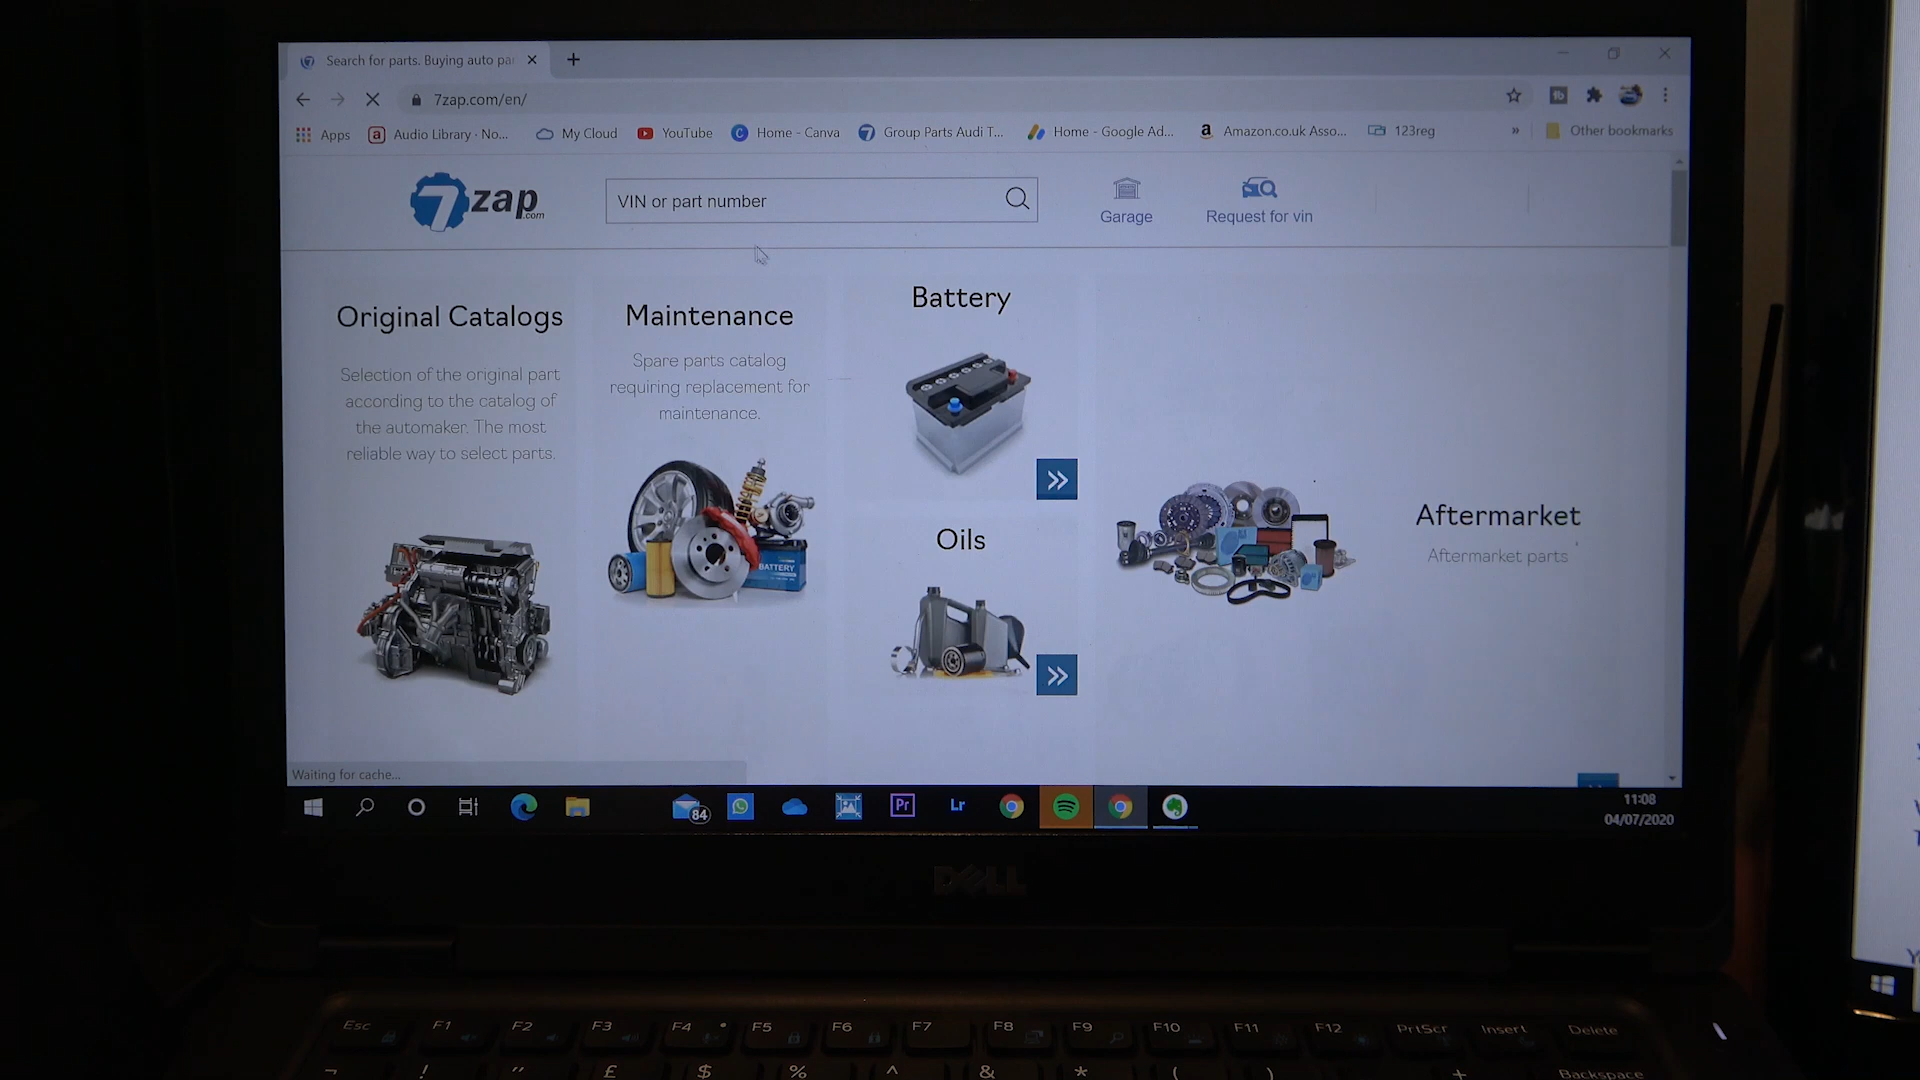 Search for parts. Buying auto par
7zap.com/en/
Apps
Audio Library · No...
My Cloud
YouTube
Home - Canva
Group Parts Audi T...
Home - Google Ad...
Amazon.co.uk Asso...
123reg
»
Other bookmarks
7zap.com
VIN or part number
Garage
Request for vin
Original Catalogs
Selection of the original part
according to the catalog of
the automaker. The most
reliable way to select parts.
Maintenance
Spare parts catalog
requiring replacement for
maintenance.
BATTERY
Battery
Oils
Aftermarket
Aftermarket parts
Waiting for cache...
84
Pr
Lr
11:08
04/07/2020
DELL
Esc
F1
F2
F3
F4
F5
F6
F7
F8
F9
F10
F11
F12
PrtScr
Insert
Delete
¬
!
"
£
$
%
^
&
*
(
)
+
Backspace